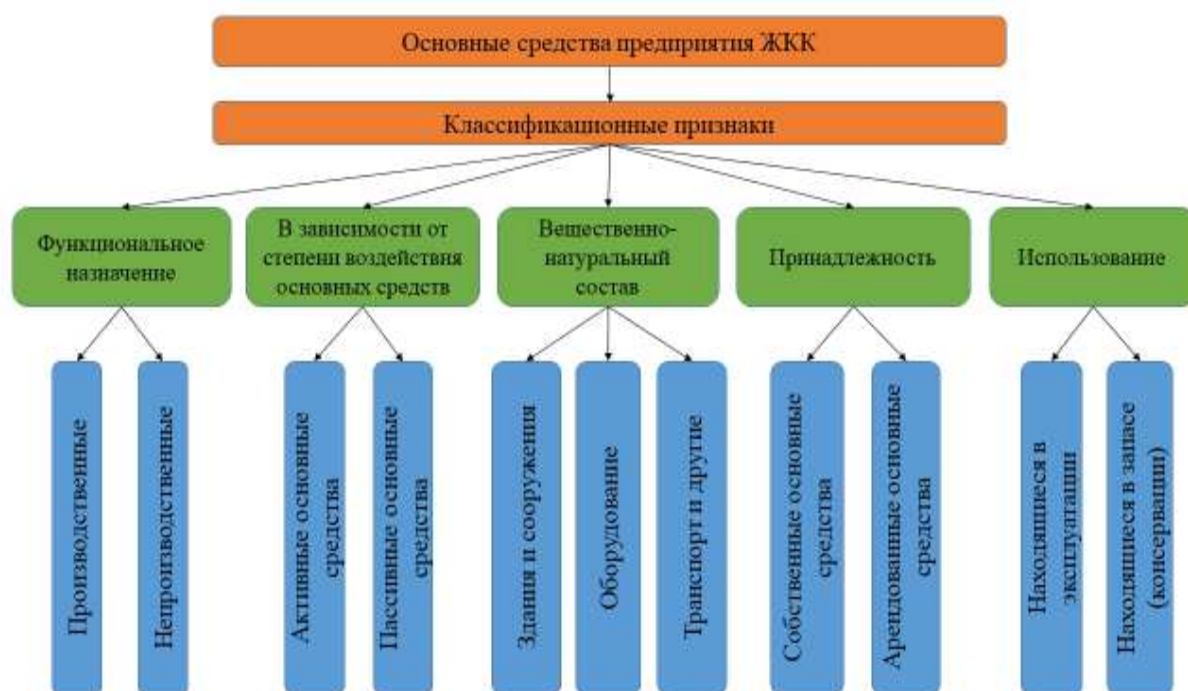 Основные средства предприятия ЖКК
Классификационные признаки
Функциональное
назначение
В зависимости от
степени воздействия
основных средств
Вещественно-
натуральный
состав
Принадлежность
Использование
Производственные
Непроизводственные
Активные основные
средства
Пассивные основные
средства
Здания и сооружения
Оборудование
Транспорт и другие
Собственные основные
средства
Арендованные основные
средства
Находящиеся в
эксплуатации
Находящиеся в запасе
(консервации)